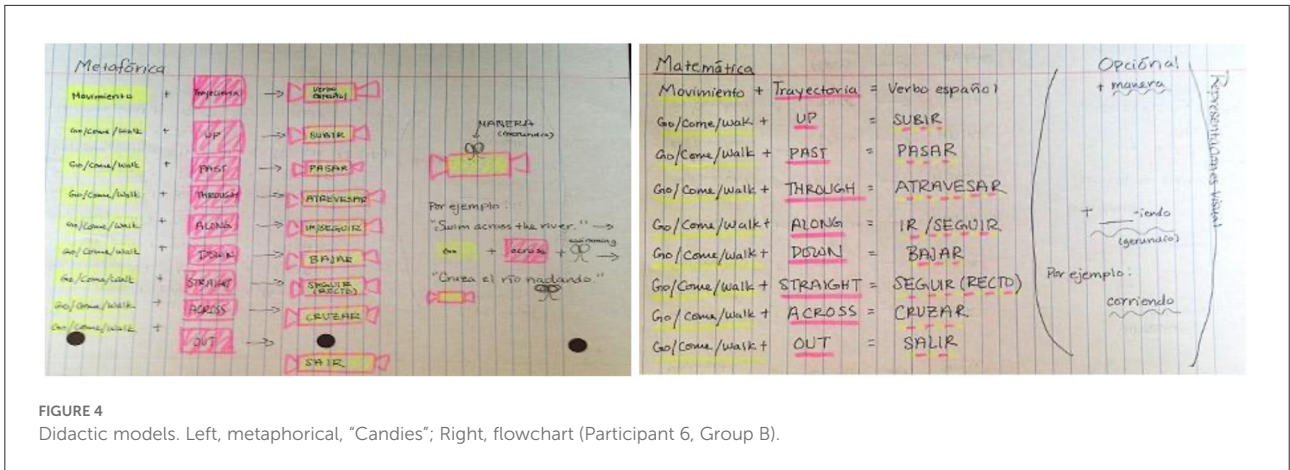 Metafórica
Movimiento + Trayectoria → Verbo español
Go/Come/Walk + UP → SUBIR
Go/Come/Walk + PAST → PASAR
Go/Come/Walk + THROUGH → ATREVESAR
Go/Come/Walk + ALONG → IR/SEGUIR
Go/Come/Walk + DOWN → BAJAR
Go/Come/Walk + STRAIGHT → SEGUIR (RECTO)
Go/Come/Walk + ACROSS → CRUZAR
Go/Come/Walk + OUT → SALIR
MANERA
(gerundio)
Por ejemplo:
"Swim across the river." →
+ across + swimming →
"Cruza el río nadando."
Matemática
Movimiento + Trayectoria = Verbo español
Go/Come/Walk + UP = SUBIR
Go/Come/Walk + PAST = PASAR
Go/Come/Walk + THROUGH = ATRAVESAR
Go/Come/Walk + ALONG = IR/SEGUIR
Go/Come/Walk + DOWN = BAJAR
Go/Come/Walk + STRAIGHT = SEGUIR (RECTO)
Go/Come/Walk + ACROSS = CRUZAR
Go/Come/Walk + OUT = SALIR
Opciónal
+ manera
+ ____-iendo
(gerundio)
Por ejemplo:
corriendo
Representaciones Visual
FIGURE 4
Didactic models. Left, metaphorical, "Candies"; Right, flowchart (Participant 6, Group B).